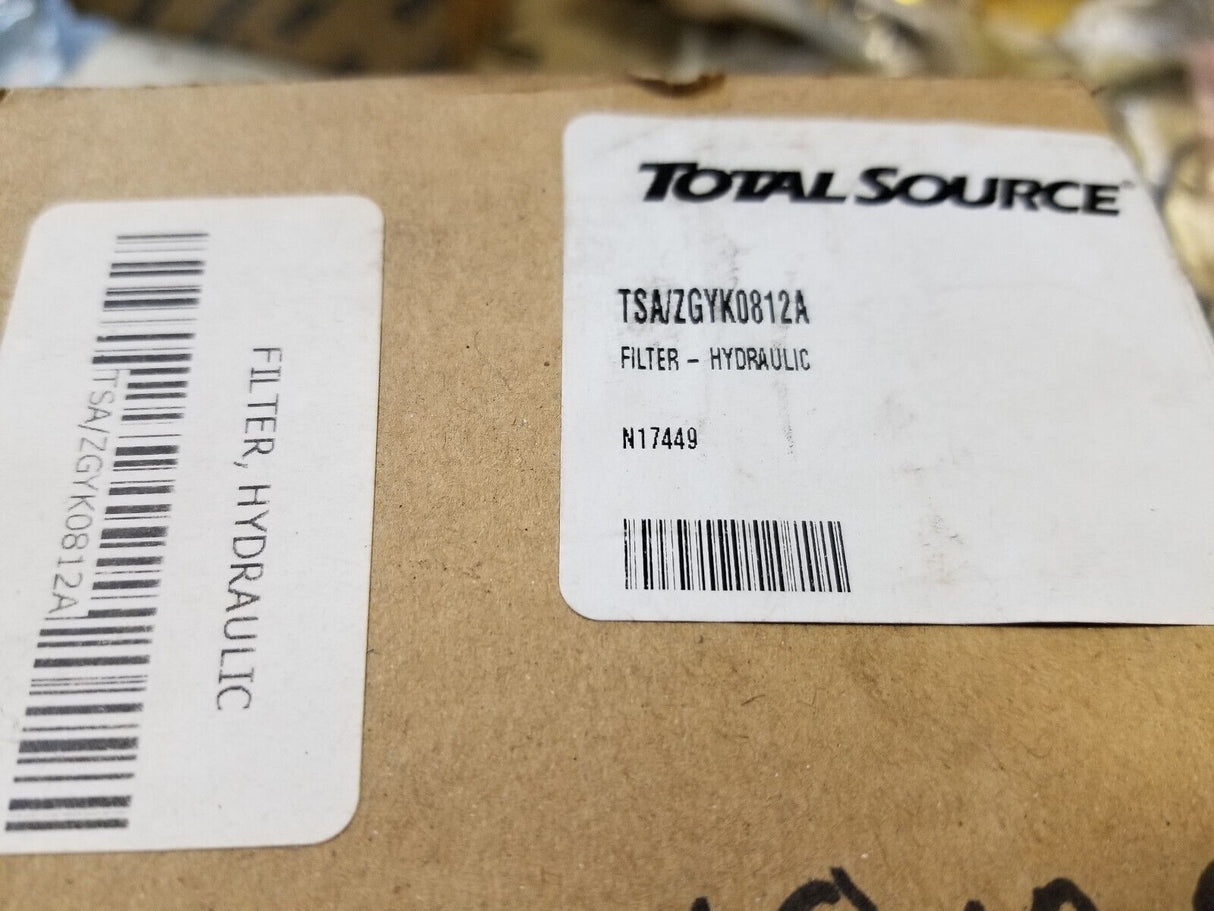 FILTER, HYDRAULIC
TSA/ZGYK0812A
TOTAL SOURCE
TSA/ZGYK0812A
FILTER - HYDRAULIC
N17449